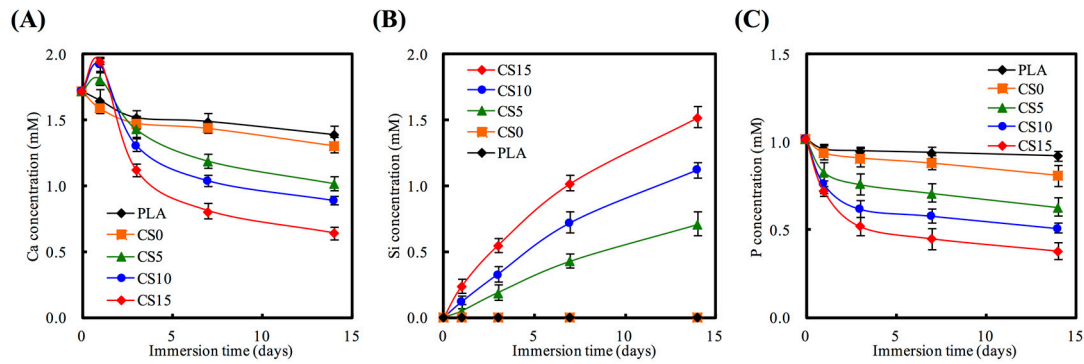 (A)
Ca concentration (mM)
2.0
1.5
1.0
0.5
0.0
PLA
CS0
CS5
CS10
CS15
0
5
10
15
Immersion time (days)
(B)
Si concentration (mM)
2.0
1.5
1.0
0.5
0.0
CS15
CS10
CS5
CS0
PLA
0
5
10
15
Immersion time (days)
(C)
P concentration (mM)
1.5
1.0
0.5
0.0
PLA
CS0
CS5
CS10
CS15
0
5
10
15
Immersion time (days)